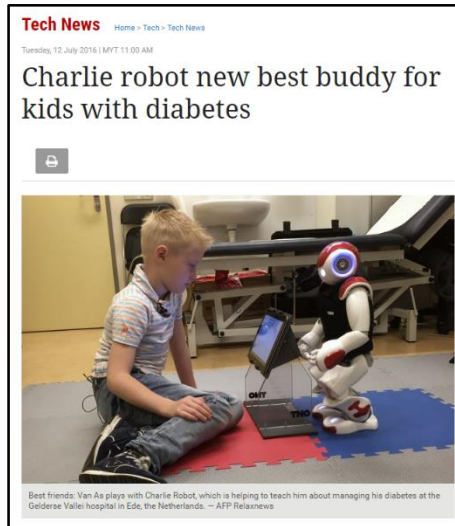 Tech News Home > Tech > Tech News
Tuesday, 12 July 2016 | MYT 11:00 AM
Charlie robot new best buddy for
kids with diabetes
OMT
TNO
Best friends: Van As plays with Charlie Robot, which is helping to teach him about managing his diabetes at the
Gelderse Vallei hospital in Ede, the Netherlands. — AFP Relaxnews